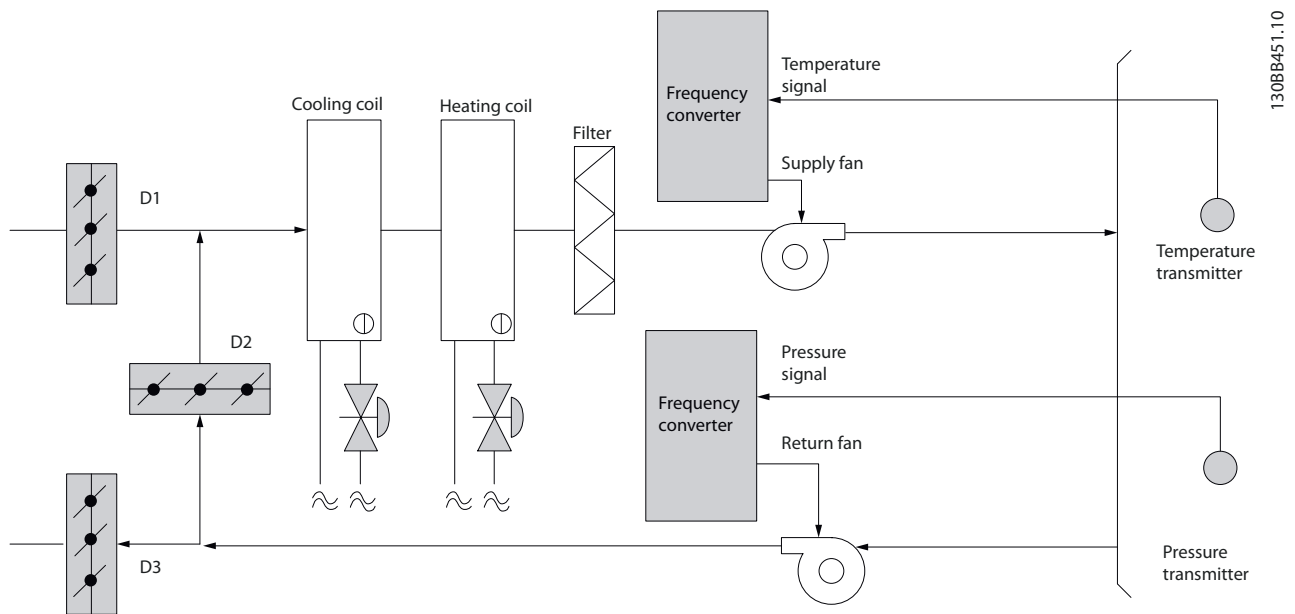 130BB451.10
Temperature
signal
Frequency
converter
Cooling coil
Heating coil
Filter
Supply fan
D1
Temperature
transmitter
D2
Pressure
signal
Frequency
converter
Return fan
D3
Pressure
transmitter